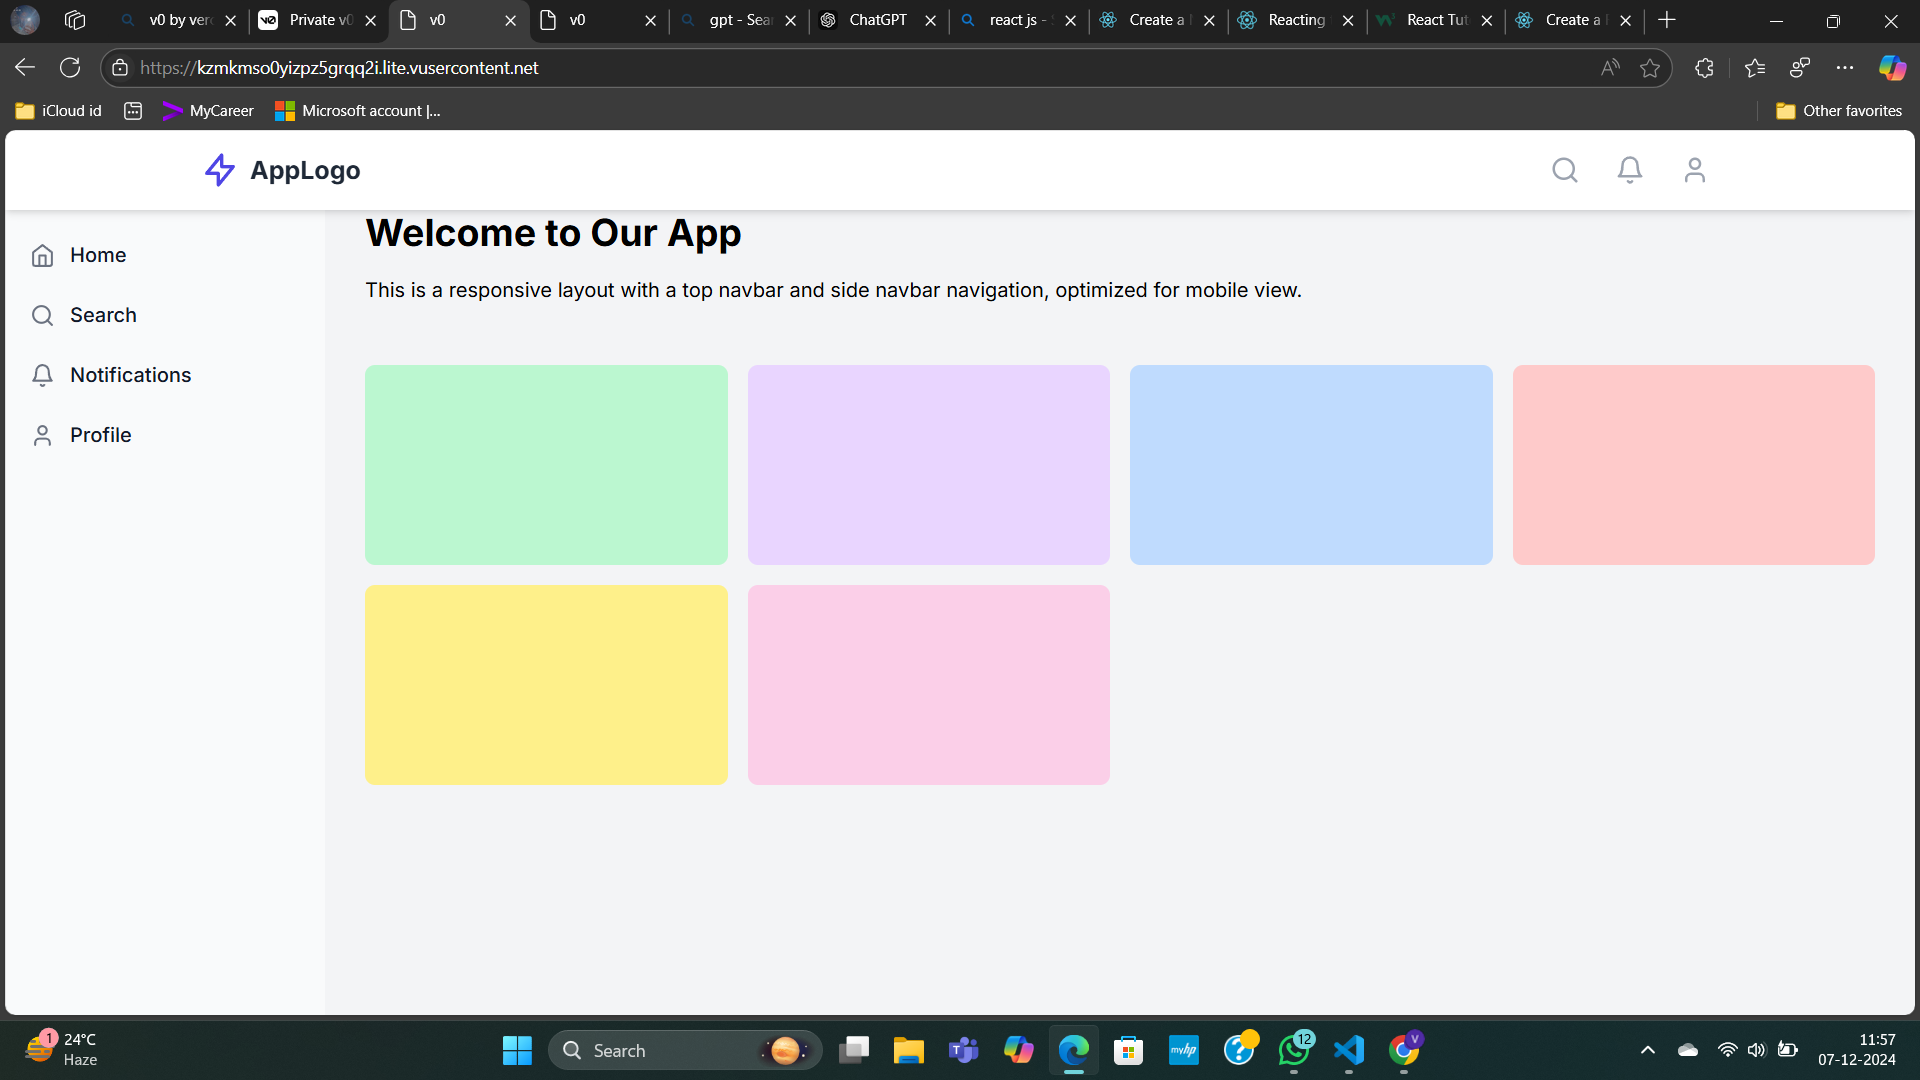 v0 by ver
Private v0
v0
v0
gpt - Sear
ChatGPT
react js -
Create a
Reacting
React Tut
Create a
https://kzmkmso0yizpz5grqq2i.lite.vusercontent.net
iCloud id
MyCareer
Microsoft account |...
Other favorites
AppLogo
Welcome to Our App
This is a responsive layout with a top navbar and side navbar navigation, optimized for mobile view.
Home
Search
Notifications
Profile
1
24°C
Haze
Search
myhp
12
V
11:57
07-12-2024